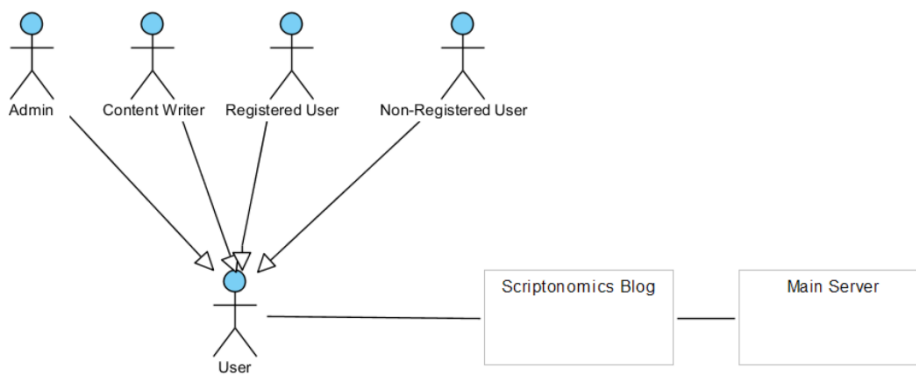 Admin
Content Writer
Registered User
Non-Registered User
Scriptonomics Blog
Main Server
User